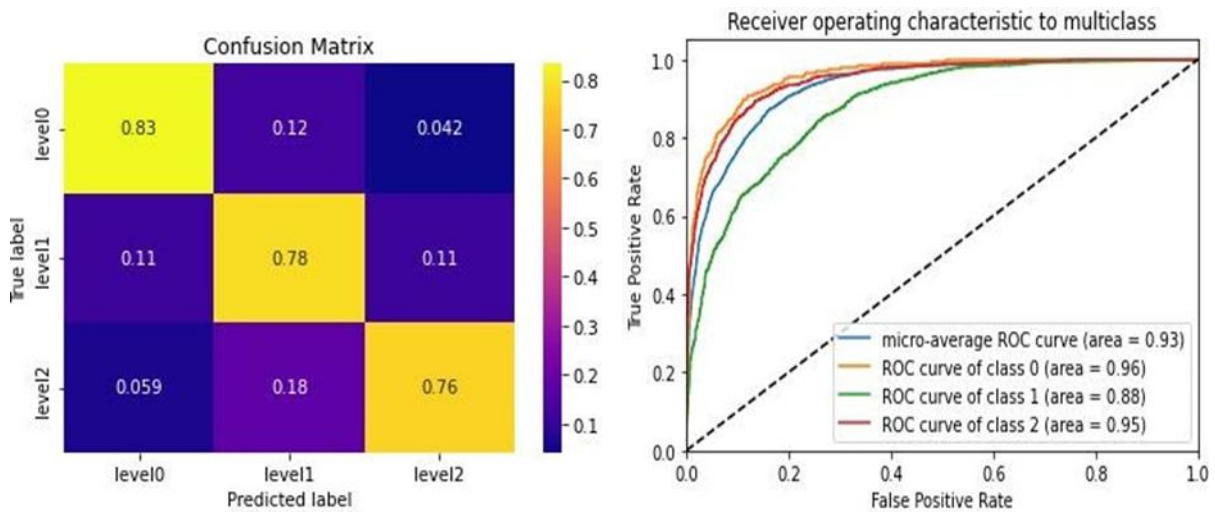 Confusion Matrix
True label
level0
level1
level2
0.83 0.12 0.042
0.11 0.78 0.11
0.059 0.18 0.76
level0 level1 level2
Predicted label
0.8
0.7
0.6
0.5
0.4
0.3
0.2
0.1
Receiver operating characteristic to multiclass
True Positive Rate
1.0
0.8
0.6
0.4
0.2
0.0
micro-average ROC curve (area = 0.93)
ROC curve of class 0 (area = 0.96)
ROC curve of class 1 (area = 0.88)
ROC curve of class 2 (area = 0.95)
0.0 0.2 0.4 0.6 0.8 1.0
False Positive Rate